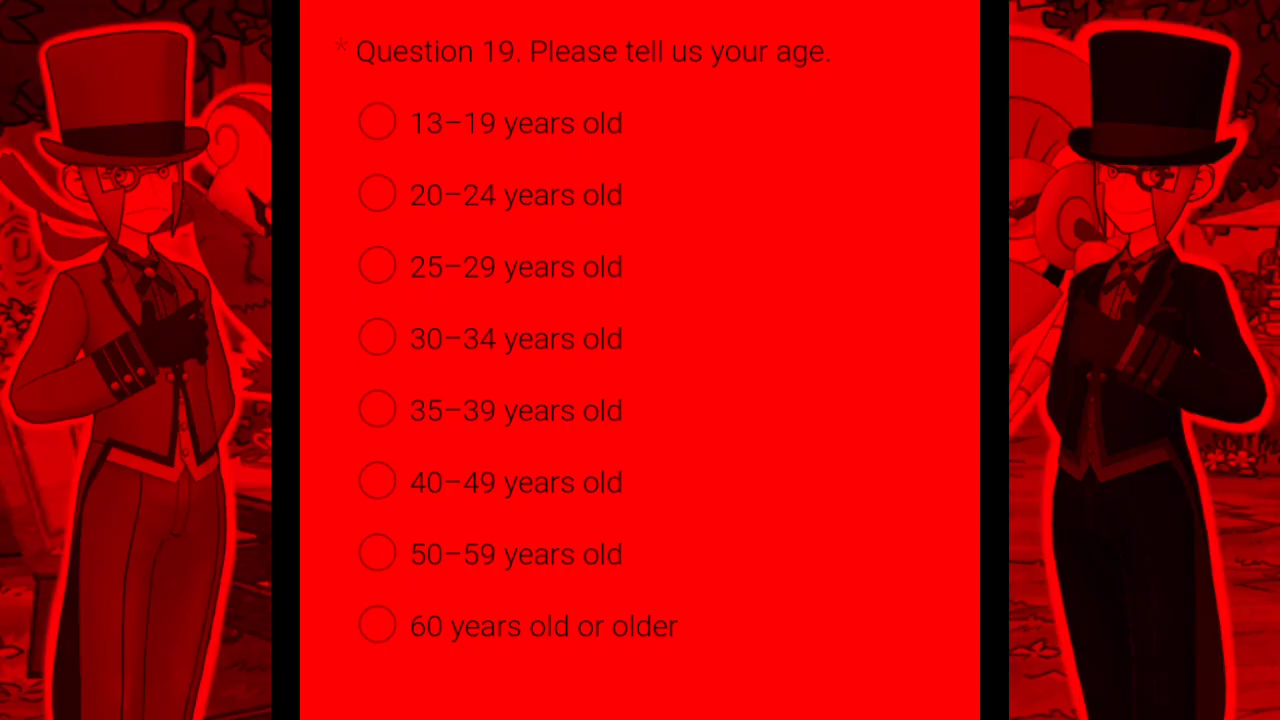 * Question 19. Please tell us your age.
13–19 years old
20–24 years old
25–29 years old
30–34 years old
35–39 years old
40–49 years old
50–59 years old
60 years old or older